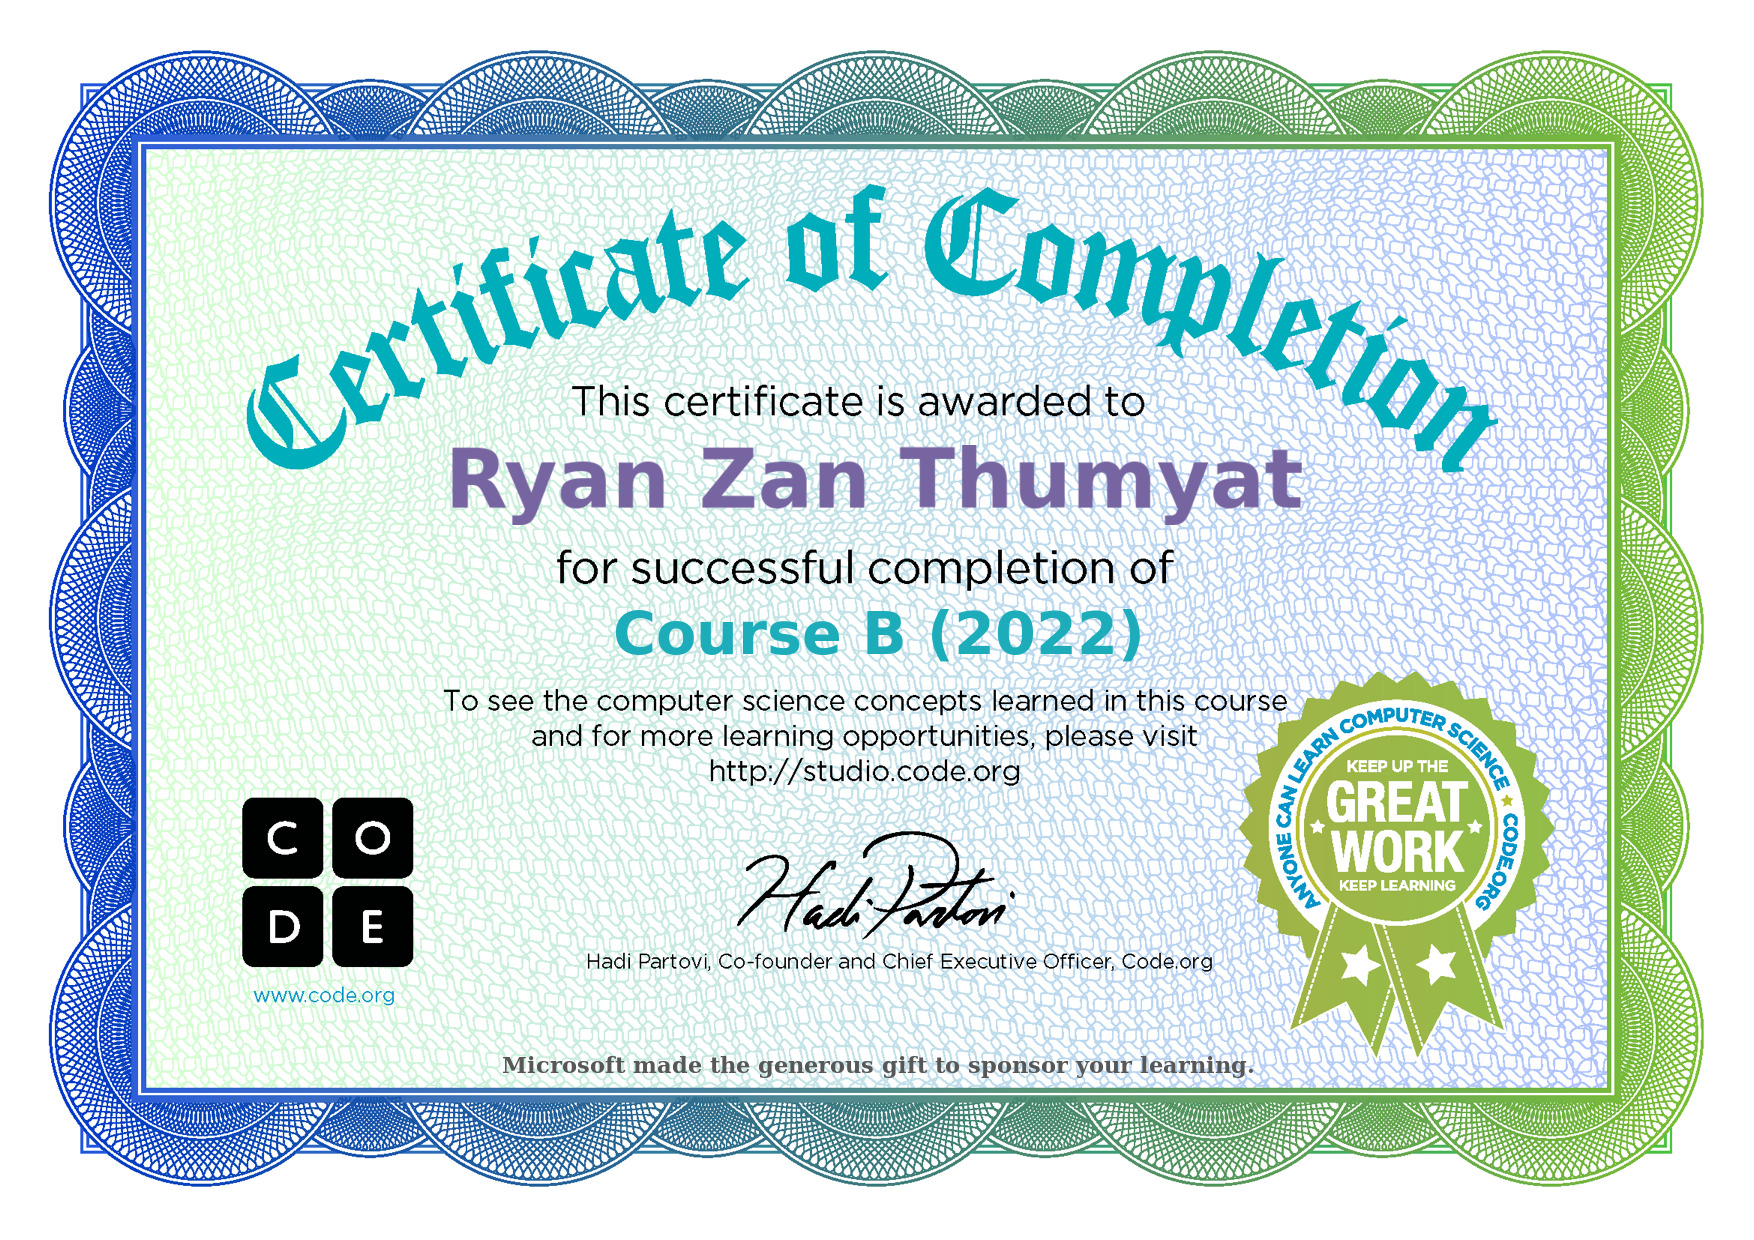 Certificate of Completion
This certificate is awarded to
Ryan Zan Thumyat
for successful completion of
Course B (2022)
To see the computer science concepts learned in this course
and for more learning opportunities, please visit
http://studio.code.org
C O
D E
www.code.org
Hadi Partovi
Hadi Partovi, Co-founder and Chief Executive Officer, Code.org
ANYONE CAN LEARN COMPUTER SCIENCE ★ CODE.ORG
KEEP UP THE
GREAT
WORK
KEEP LEARNING
Microsoft made the generous gift to sponsor your learning.